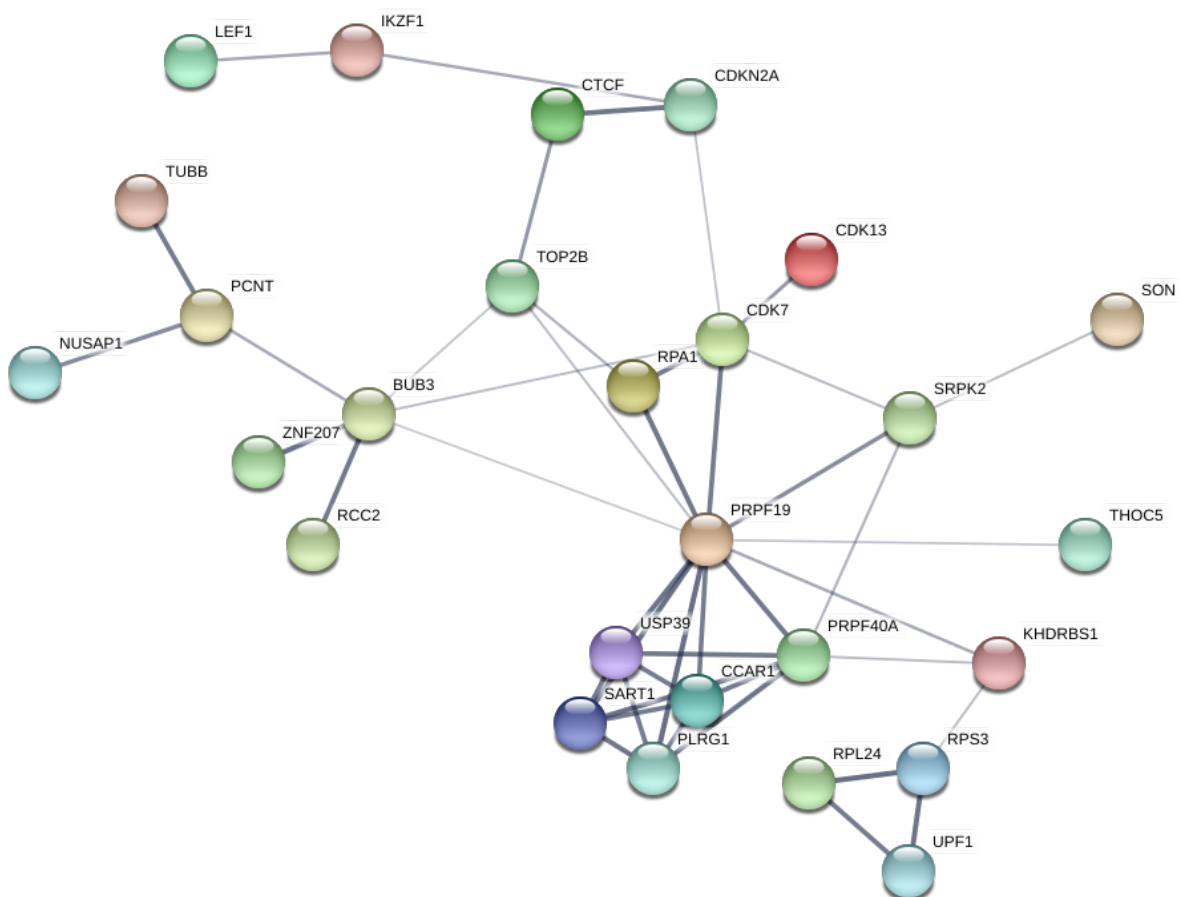 IKZF1
LEF1
CDKN2A
CTCF
TUBB
CDK13
TOP2B
PCNT
SON
CDK7
NUSAP1
RPA1
BUB3
SRPK2
ZNF207
PRPF19
RCC2
THOC5
USP39
PRPF40A
KHDRBS1
CCAR1
SART1
PLRG1
RPS3
RPL24
UPF1